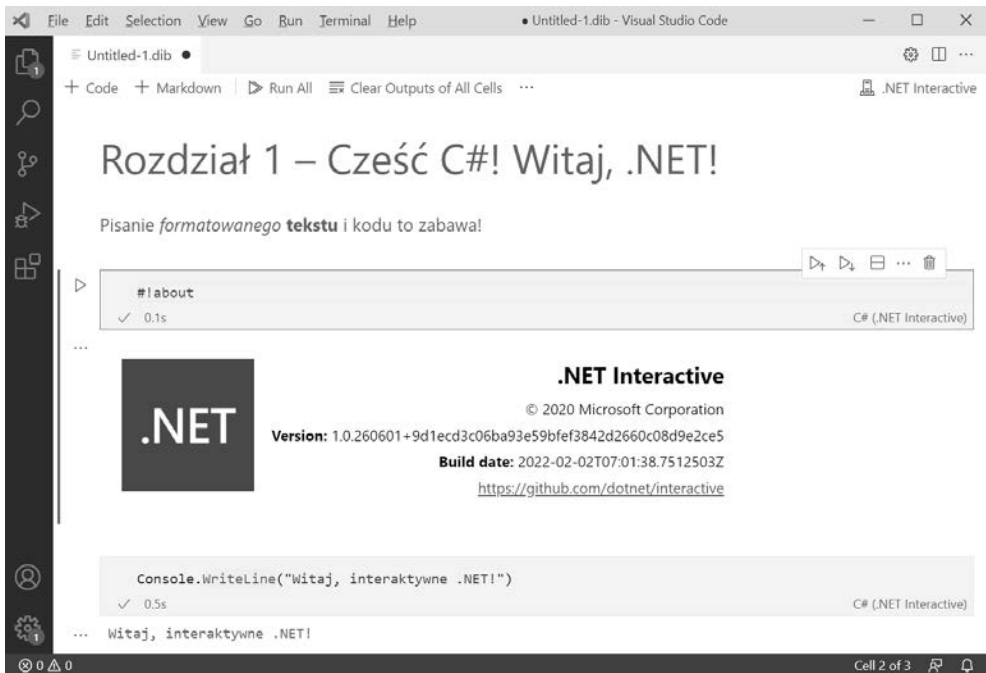 File Edit Selection View Go Run Terminal Help ● Untitled-1.dib - Visual Studio Code
Untitled-1.dib ●
+ Code + Markdown Run All Clear Outputs of All Cells ··· .NET Interactive
Rozdział 1 – Cześć C#! Witaj, .NET!
Pisanie formatowanego tekstu i kodu to zabawa!
#!about
✓ 0.1s C# (.NET Interactive)
.NET
.NET Interactive
© 2020 Microsoft Corporation
Version: 1.0.260601+9d1ecd3c06ba93e59bfef3842d2660c08d9e2ce5
Build date: 2022-02-02T07:01:38.7512503Z
https://github.com/dotnet/interactive
Console.WriteLine("Witaj, interaktywne .NET!")
✓ 0.5s C# (.NET Interactive)
··· Witaj, interaktywne .NET!
0 0 Cell 2 of 3
1
1